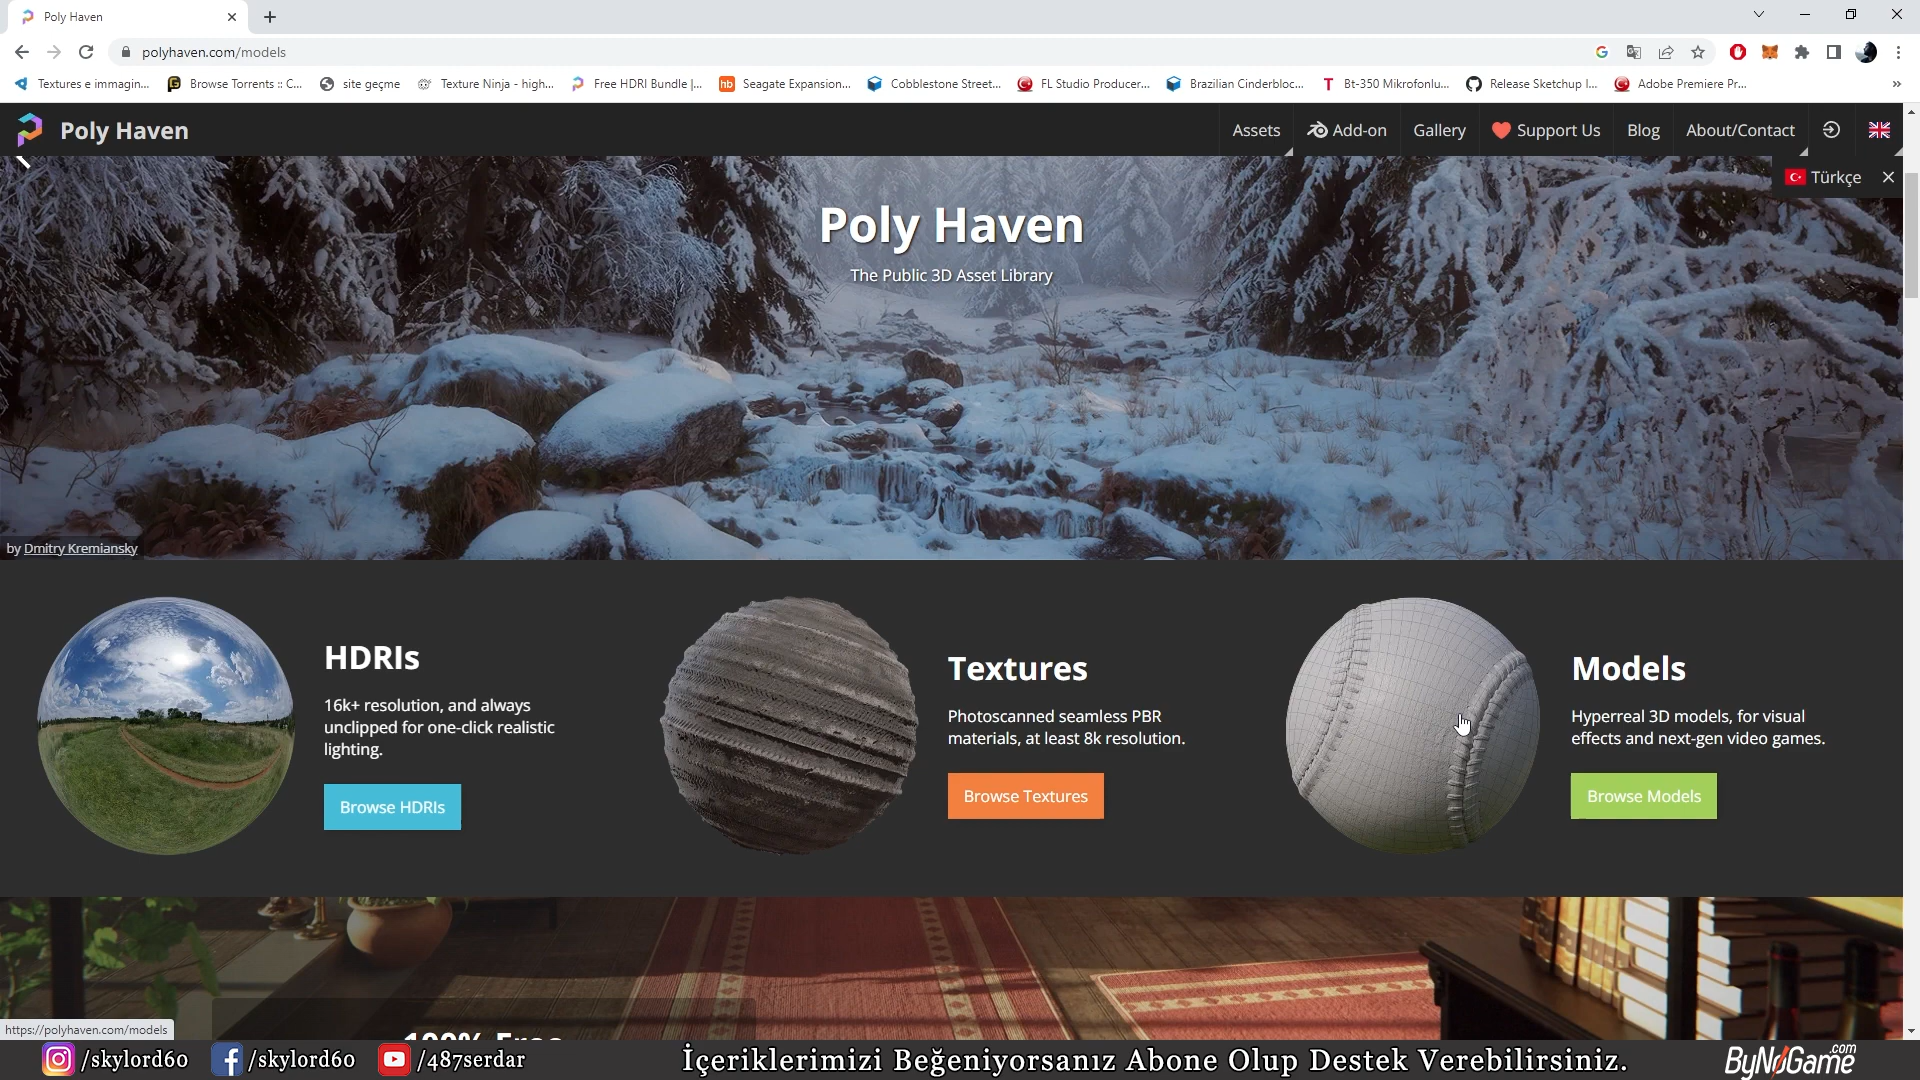 Poly Haven
polyhaven.com/models
Textures e immagin...
Browse Torrents :: C...
site geçme
Texture Ninja - high...
Free HDRI Bundle |...
hb
Seagate Expansion...
Cobblestone Street...
FL Studio Producer...
Brazilian Cinderbloc...
T
Bt-350 Mikrofonlu...
Release Sketchup I...
Adobe Premiere Pr...
»
Poly Haven
Assets
Add-on
Gallery
Support Us
Blog
About/Contact
Türkçe
Poly Haven
The Public 3D Asset Library
by Dmitry Kremiansky
HDRIs
16k+ resolution, and always
unclipped for one-click realistic
lighting.
Browse HDRIs
Textures
Photoscanned seamless PBR
materials, at least 8k resolution.
Browse Textures
Models
Hyperreal 3D models, for visual
effects and next-gen video games.
Browse Models
100% Free
https://polyhaven.com/models
/skylord60
/skylord60
/487serdar
İçeriklerimizi Beğeniyorsanız Abone Olup Destek Verebilirsiniz.
ByNoGame.com